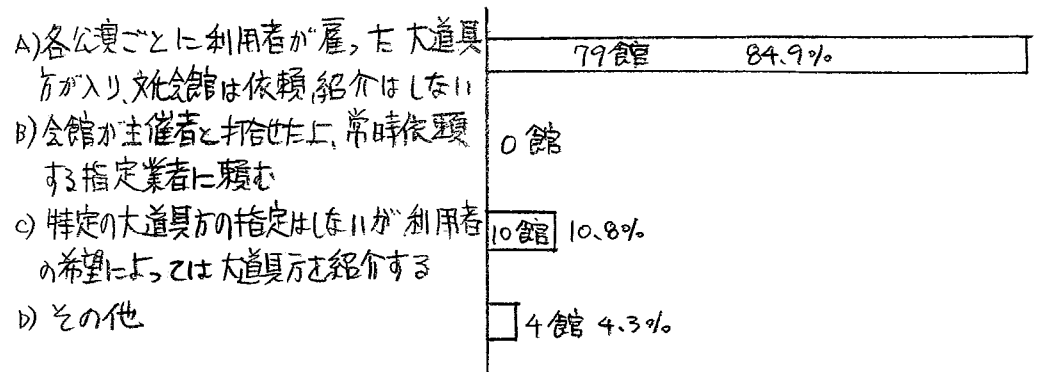 A)各公演ごとに利用者が雇った大道具
方が入り、文化会館は依頼、紹介はしない
79館 84.9%
B)会館が主催者と打合せた上、常時依頼
する指定業者に頼む
0館
C)特定の大道具方の指定はしないが利用者
の希望によっては大道具方を紹介する
10館 10.8%
D)その他
4館 4.3%